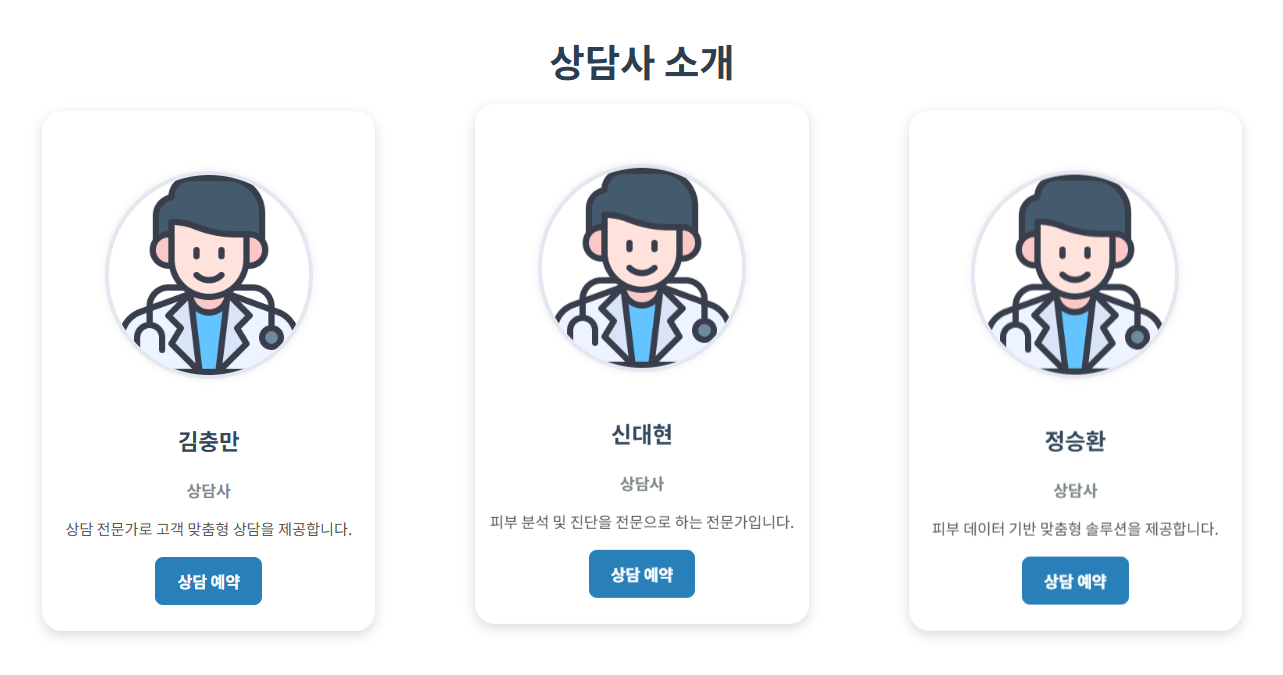 상담사 소개
김충만
상담사
상담 전문가로 고객 맞춤형 상담을 제공합니다.
상담 예약
신대현
상담사
피부 분석 및 진단을 전문으로 하는 전문가입니다.
상담 예약
정승환
상담사
피부 데이터 기반 맞춤형 솔루션을 제공합니다.
상담 예약